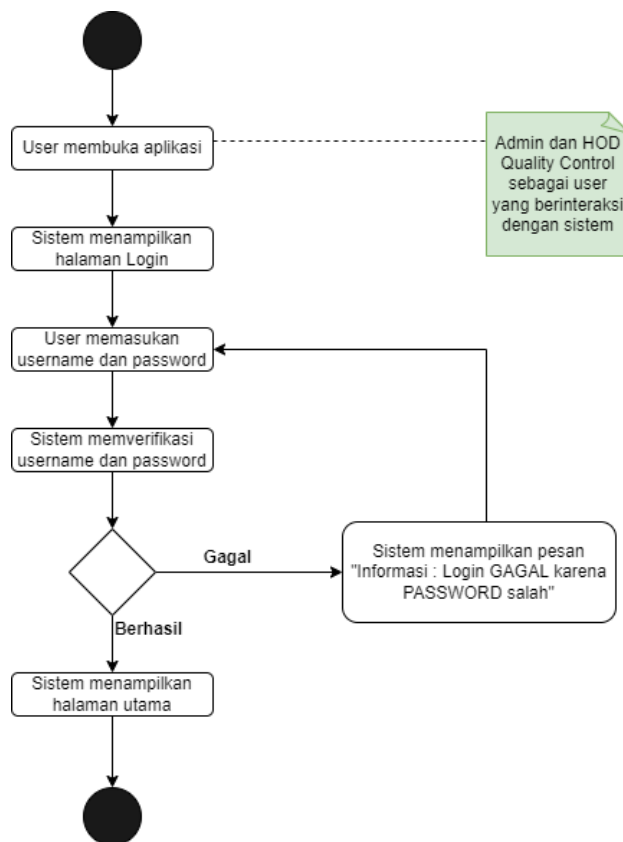 User membuka aplikasi
Admin dan HOD
Quality Control
sebagai user
yang berinteraksi
dengan sistem
Sistem menampilkan
halaman Login
User memasukan
username dan password
Sistem memverifikasi
username dan password
Gagal
Sistem menampilkan pesan
"Informasi : Login GAGAL karena
PASSWORD salah"
Berhasil
Sistem menampilkan
halaman utama